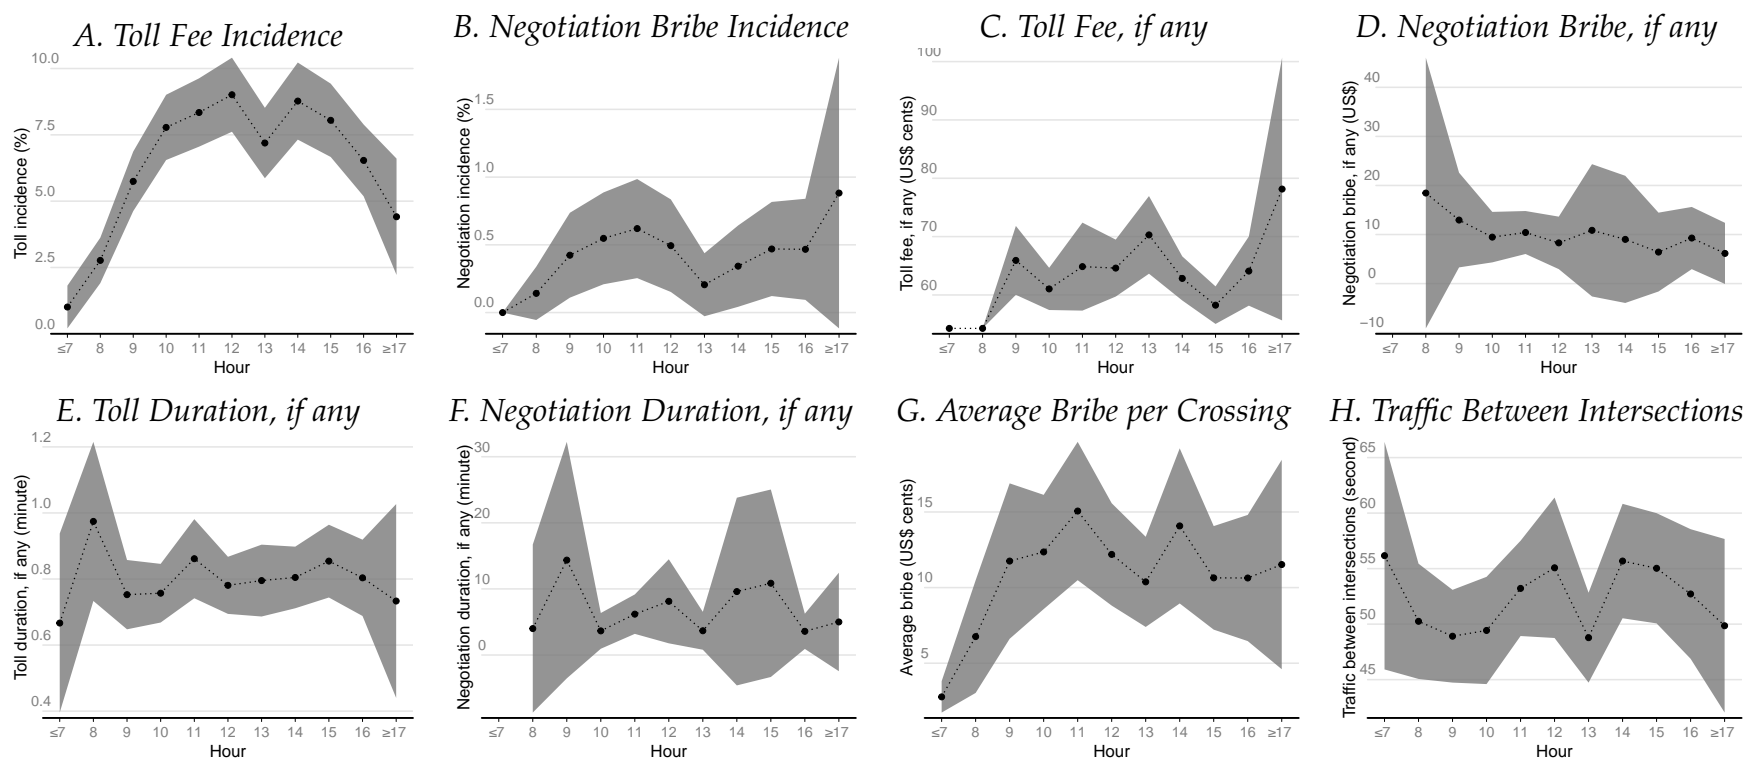 A. Toll Fee Incidence
Toll incidence (%)
10.0
7.5
5.0
2.5
0.0
≤7 8 9 10 11 12 13 14 15 16 ≥17
Hour
B. Negotiation Bribe Incidence
Negotiation incidence (%)
1.5
1.0
0.5
0.0
≤7 8 9 10 11 12 13 14 15 16 ≥17
Hour
C. Toll Fee, if any
Toll fee, if any (US$ cents)
100
90
80
70
60
≤7 8 9 10 11 12 13 14 15 16 ≥17
Hour
D. Negotiation Bribe, if any
Negotiation bribe, if any (US$)
40
30
20
10
0
−10
≤7 8 9 10 11 12 13 14 15 16 ≥17
Hour
E. Toll Duration, if any
Toll duration, if any (minute)
1.2
1.0
0.8
0.6
0.4
≤7 8 9 10 11 12 13 14 15 16 ≥17
Hour
F. Negotiation Duration, if any
Negotiation duration, if any (minute)
30
20
10
0
≤7 8 9 10 11 12 13 14 15 16 ≥17
Hour
G. Average Bribe per Crossing
Average bribe (US$ cents)
15
10
5
≤7 8 9 10 11 12 13 14 15 16 ≥17
Hour
H. Traffic Between Intersections
Traffic between intersections (second)
65
60
55
50
45
≤7 8 9 10 11 12 13 14 15 16 ≥17
Hour